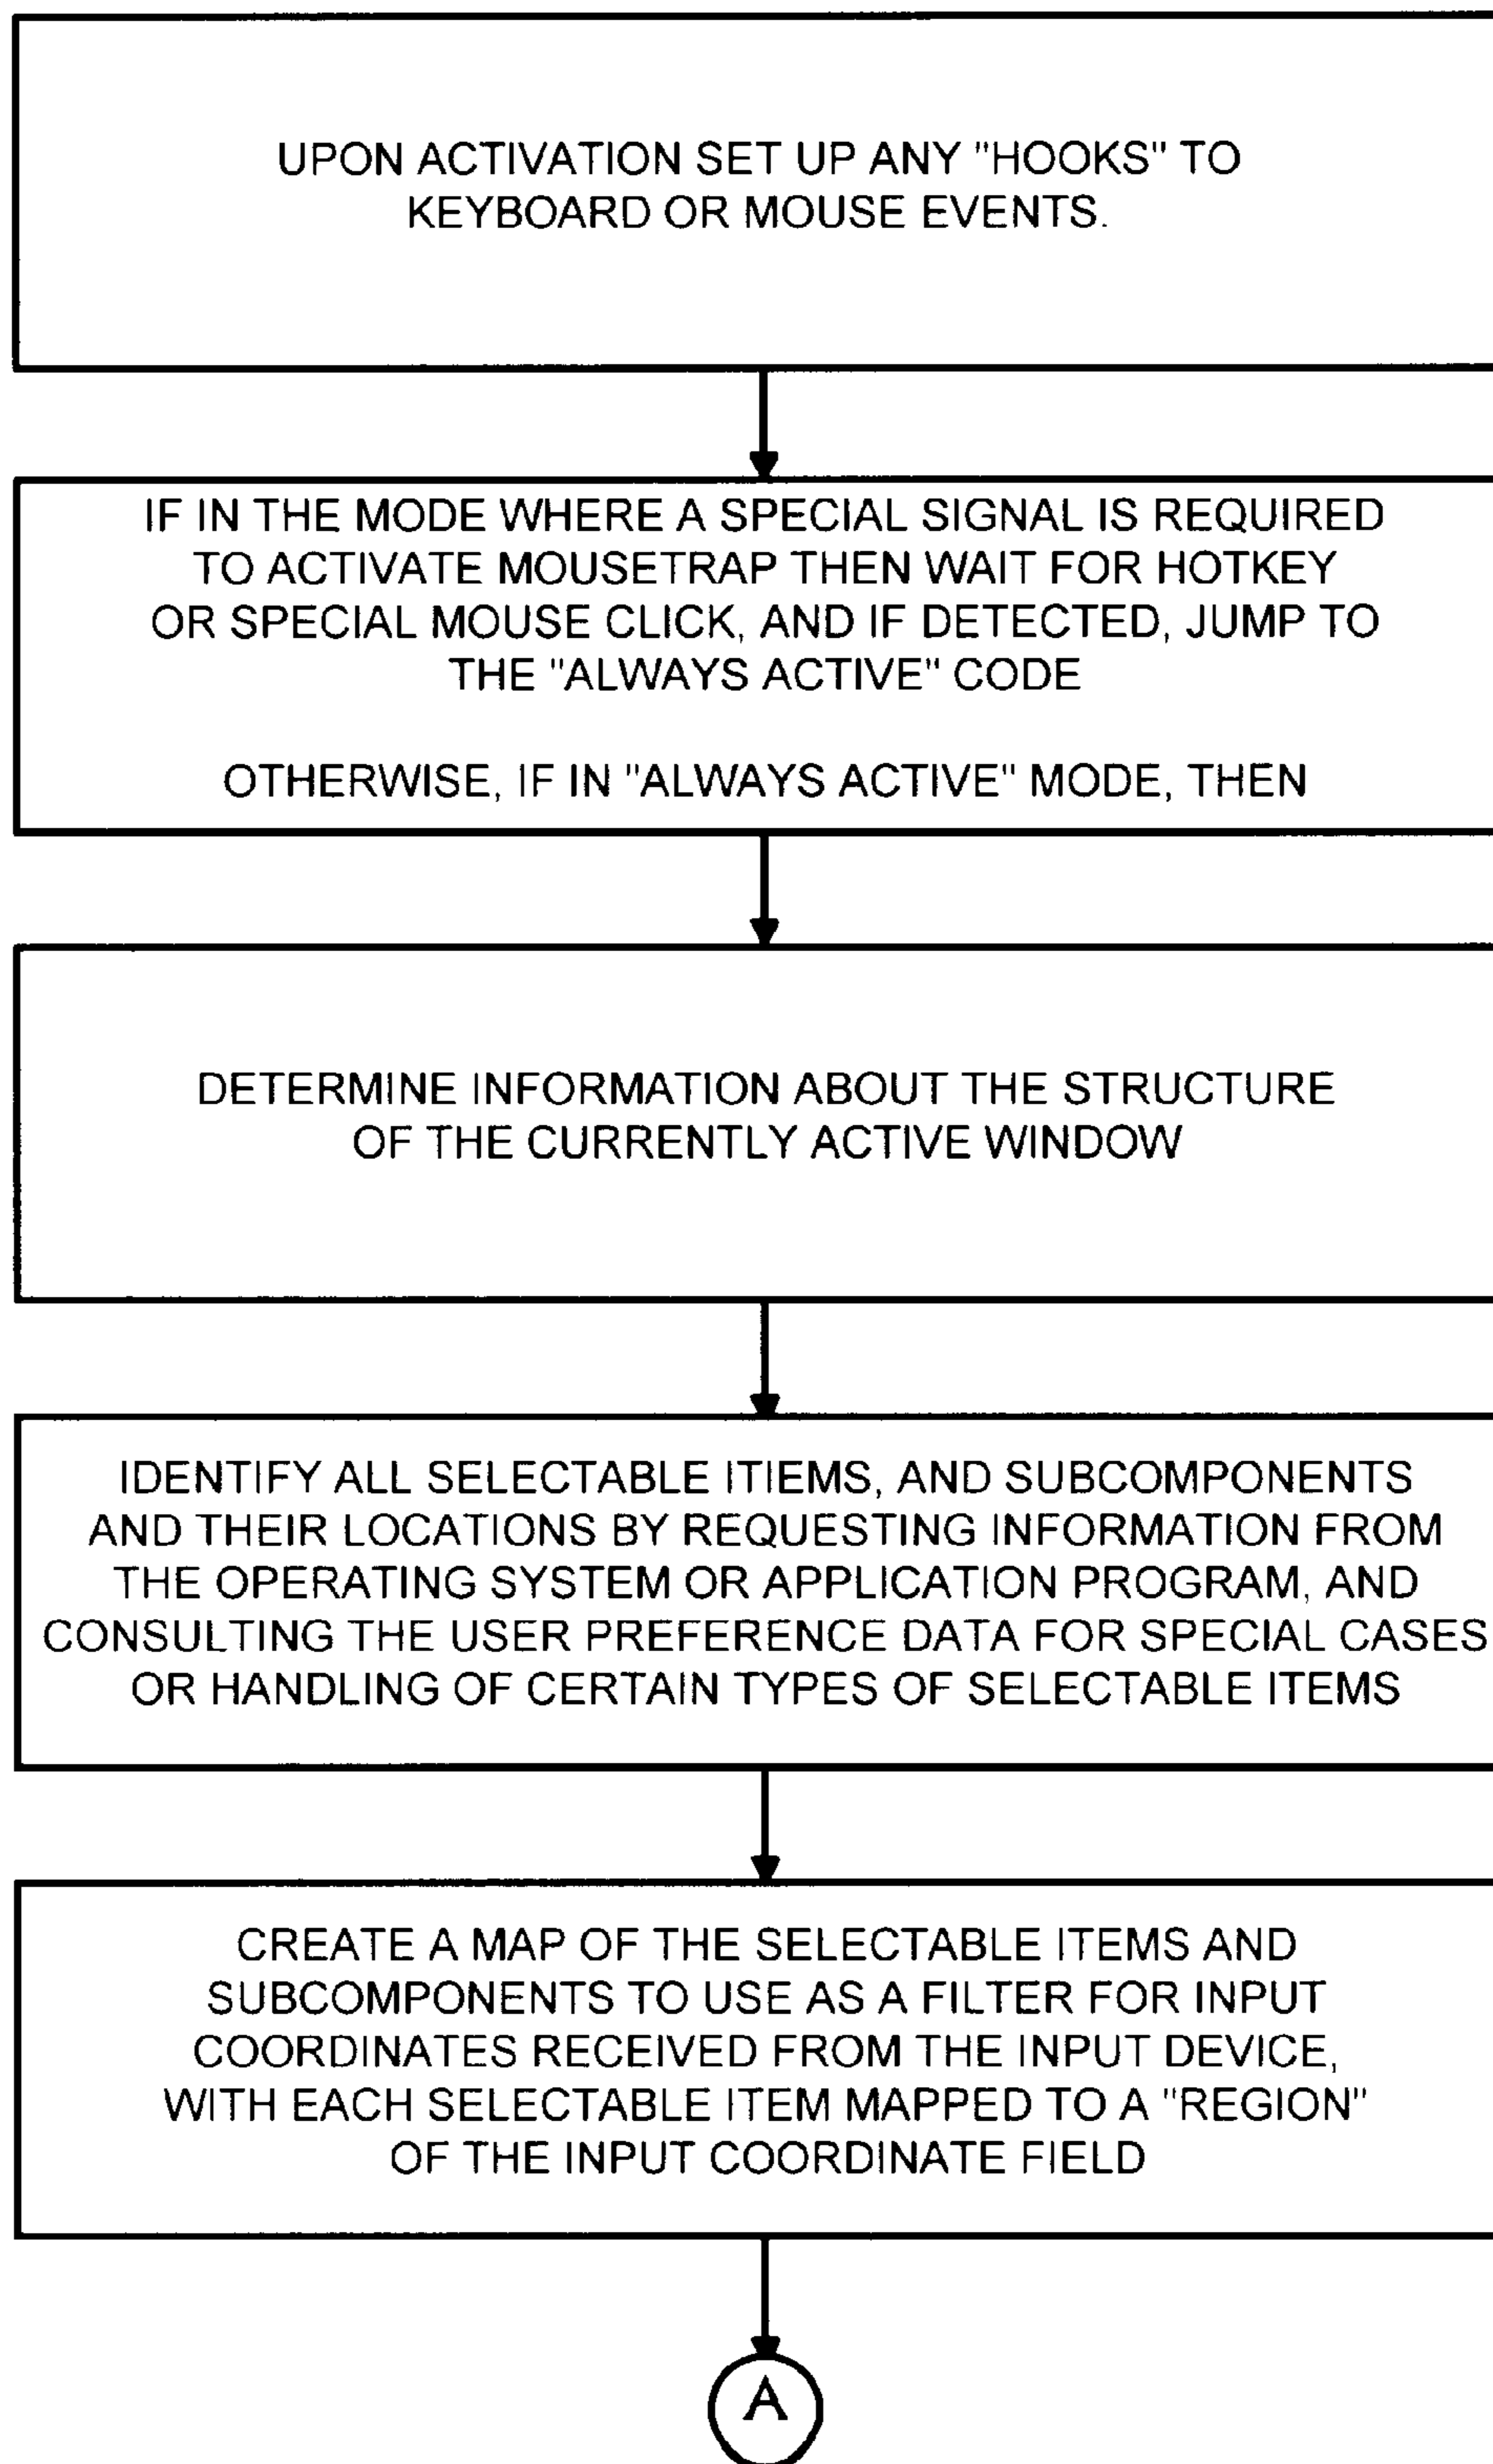 UPON ACTIVATION SET UP ANY "HOOKS" TO
KEYBOARD OR MOUSE EVENTS.
IF IN THE MODE WHERE A SPECIAL SIGNAL IS REQUIRED
TO ACTIVATE MOUSETRAP THEN WAIT FOR HOTKEY
OR SPECIAL MOUSE CLICK, AND IF DETECTED, JUMP TO
THE "ALWAYS ACTIVE" CODE
OTHERWISE, IF IN "ALWAYS ACTIVE" MODE, THEN
DETERMINE INFORMATION ABOUT THE STRUCTURE
OF THE CURRENTLY ACTIVE WINDOW
IDENTIFY ALL SELECTABLE ITIEMS, AND SUBCOMPONENTS
AND THEIR LOCATIONS BY REQUESTING INFORMATION FROM
THE OPERATING SYSTEM OR APPLICATION PROGRAM, AND
CONSULTING THE USER PREFERENCE DATA FOR SPECIAL CASES
OR HANDLING OF CERTAIN TYPES OF SELECTABLE ITEMS
CREATE A MAP OF THE SELECTABLE ITEMS AND
SUBCOMPONENTS TO USE AS A FILTER FOR INPUT
COORDINATES RECEIVED FROM THE INPUT DEVICE,
WITH EACH SELECTABLE ITEM MAPPED TO A "REGION"
OF THE INPUT COORDINATE FIELD
A